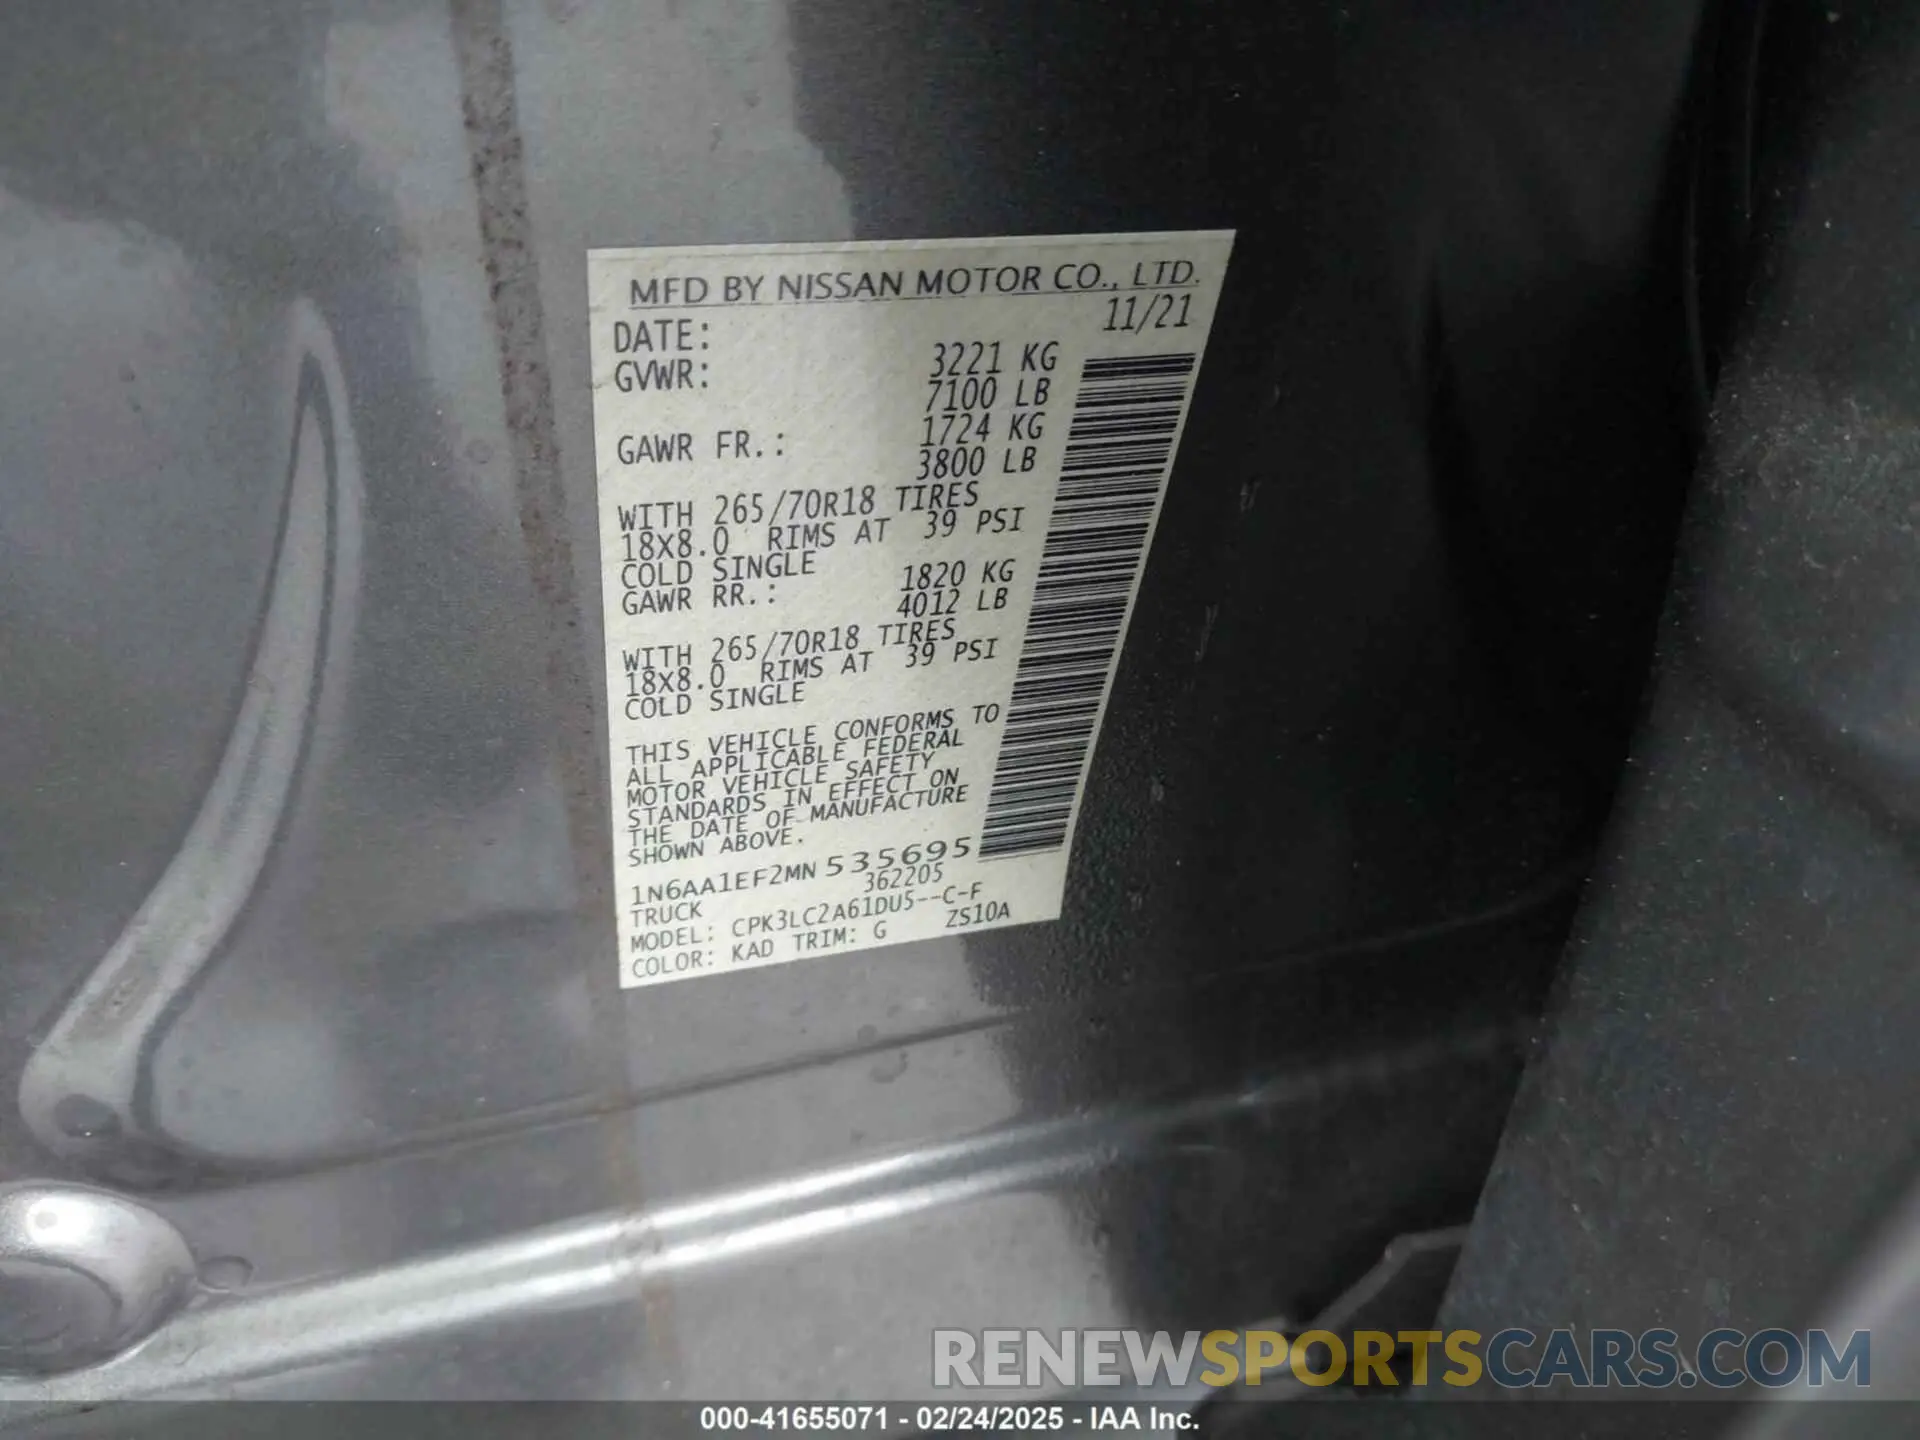 MFD BY NISSAN MOTOR CO., LTD.
DATE: 11/21
GVWR: 3221 KG
7100 LB
GAWR FR.: 1724 KG
3800 LB
WITH 265/70R18 TIRES
18X8.0 RIMS AT 39 PSI
COLD SINGLE
GAWR RR.: 1820 KG
4012 LB
WITH 265/70R18 TIRES
18X8.0 RIMS AT 39 PSI
COLD SINGLE
THIS VEHICLE CONFORMS TO
ALL APPLICABLE FEDERAL
MOTOR VEHICLE SAFETY
STANDARDS IN EFFECT ON
THE DATE OF MANUFACTURE
SHOWN ABOVE.
1N6AA1EF2MN 535695
TRUCK 362205
MODEL: CPK3LC2A61DU5--C-F
COLOR: KAD TRIM: G ZS10A
RENEWSPORTSCARS.COM
000-41655071 - 02/24/2025 - IAA Inc.